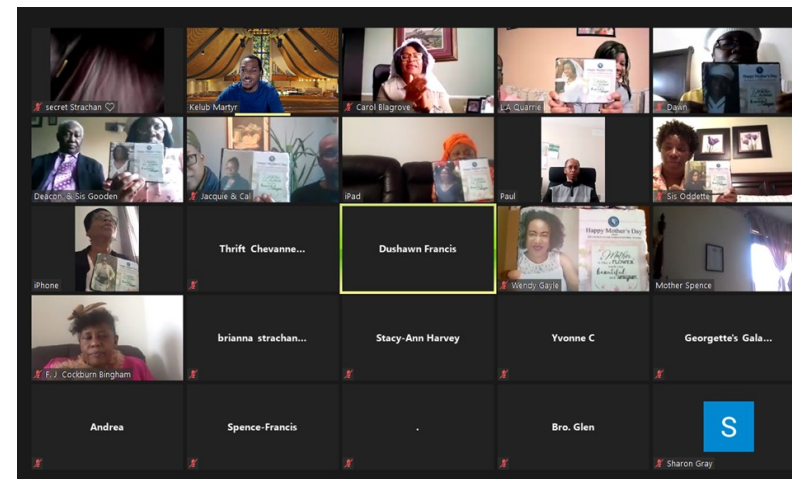 secret Strachan ♡
Kelub Martyr
Carol Blagrove
L.A Quarrie
Dawn
Deacon. & Sis Gooden
Jacquie & Cal
iPad
Paul
Sis Oddette
iPhone
Thrift Chevanne...
Dushawn Francis
Happy Mother's Day
Mother
FLOWER
beautiful
Wendy Gayle
Mother Spence
F. J Cockburn Bingham
brianna strachan...
Stacy-Ann Harvey
Yvonne C
Georgette's Gala...
Andrea
Spence-Francis
.
Bro. Glen
S
Sharon Gray